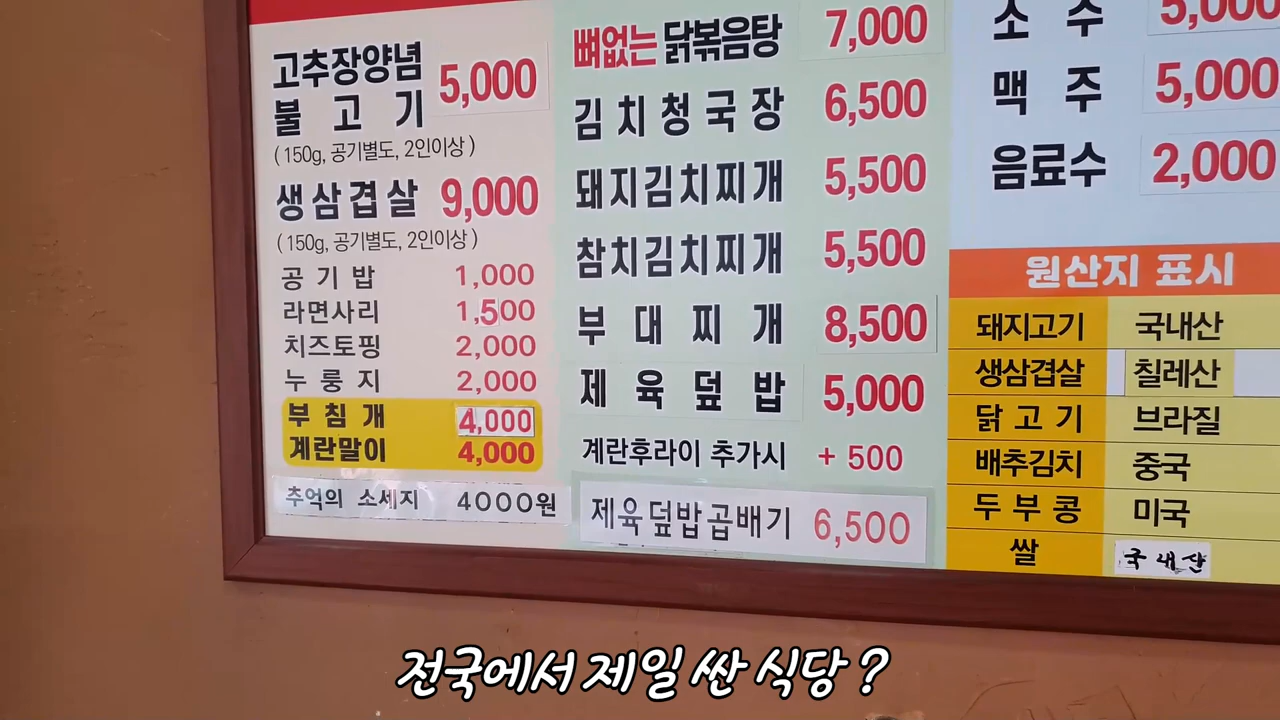 고추장양념
불고기 5,000
(150g, 공기별도, 2인이상)
생삼겹살 9,000
(150g, 공기별도, 2인이상)
공기밥 1,000
라면사리 1,500
치즈토핑 2,000
누룽지 2,000
부침개 4,000
계란말이 4,000
추억의 소세지 4000원
뼈없는 닭볶음탕 7,000
김치청국장 6,500
돼지김치찌개 5,500
참치김치찌개 5,500
부대찌개 8,500
제육덮밥 5,000
계란후라이 추가시 + 500
제육덮밥곱배기 6,500
소주 5,000
맥주 5,000
음료수 2,000
원산지 표시
돼지고기 국내산
생삼겹살 칠레산
닭고기 브라질
배추김치 중국
두부콩 미국
쌀 국내산
전국에서 제일 싼 식당 ?